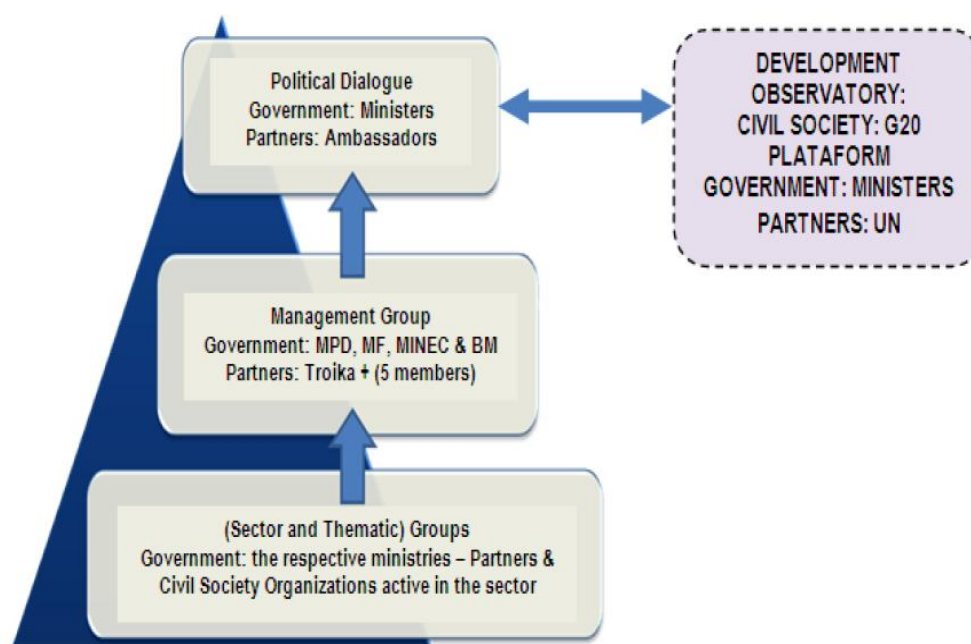 Political Dialogue
Government: Ministers
Partners: Ambassadors
DEVELOPMENT
OBSERVATORY:
CIVIL SOCIETY: G20
PLATAFORM
GOVERNMENT: MINISTERS
PARTNERS: UN
Management Group
Government: MPD, MF, MINEC & BM
Partners: Troika + (5 members)
(Sector and Thematic) Groups
Government: the respective ministries – Partners &
Civil Society Organizations active in the sector